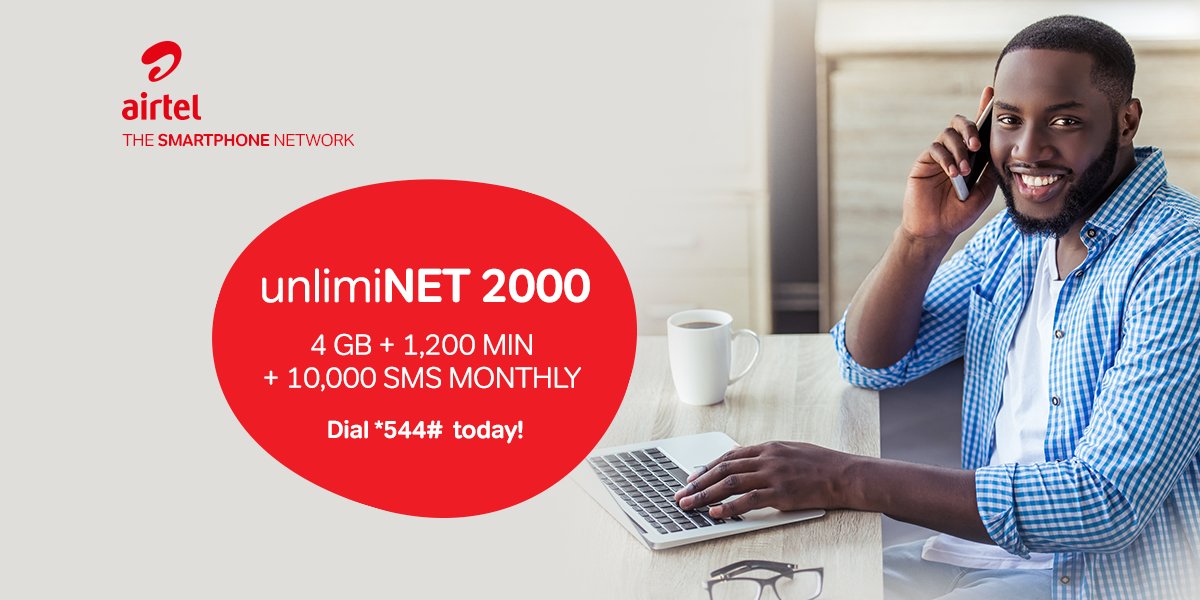 airtel
THE SMARTPHONE NETWORK
unlimiNET 2000
4 GB + 1,200 MIN
+ 10,000 SMS MONTHLY
Dial *544# today!